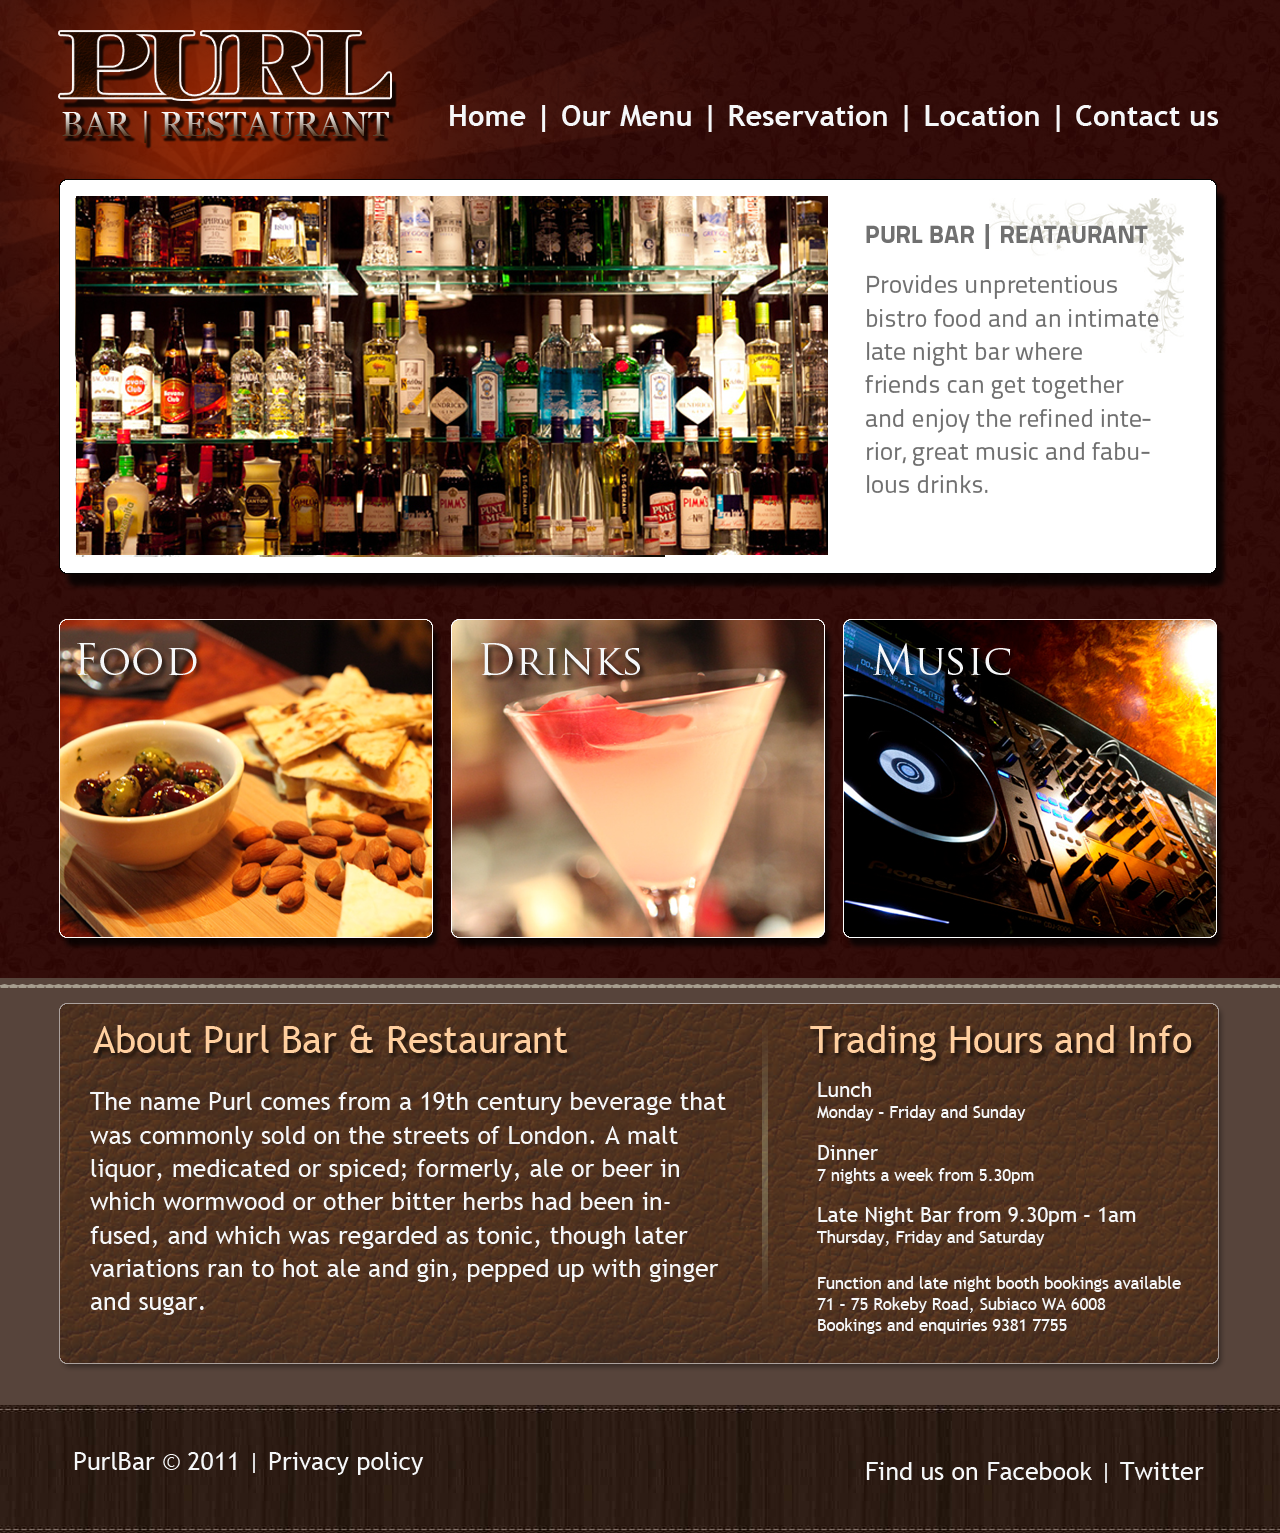 PURL
BAR | RESTAURANT
Home | Our Menu | Reservation | Location | Contact us
PURL BAR | REATAURANT
Provides unpretentious
bistro food and an intimate
late night bar where
friends can get together
and enjoy the refined inte-
rior, great music and fabu-
lous drinks.
Food
Drinks
Music
Pioneer
About Purl Bar & Restaurant
The name Purl comes from a 19th century beverage that
was commonly sold on the streets of London. A malt
liquor, medicated or spiced; formerly, ale or beer in
which wormwood or other bitter herbs had been in-
fused, and which was regarded as tonic, though later
variations ran to hot ale and gin, pepped up with ginger
and sugar.
Trading Hours and Info
Lunch
Monday - Friday and Sunday
Dinner
7 nights a week from 5.30pm
Late Night Bar from 9.30pm - 1am
Thursday, Friday and Saturday
Function and late night booth bookings available
71 - 75 Rokeby Road, Subiaco WA 6008
Bookings and enquiries 9381 7755
PurlBar © 2011 | Privacy policy
Find us on Facebook | Twitter